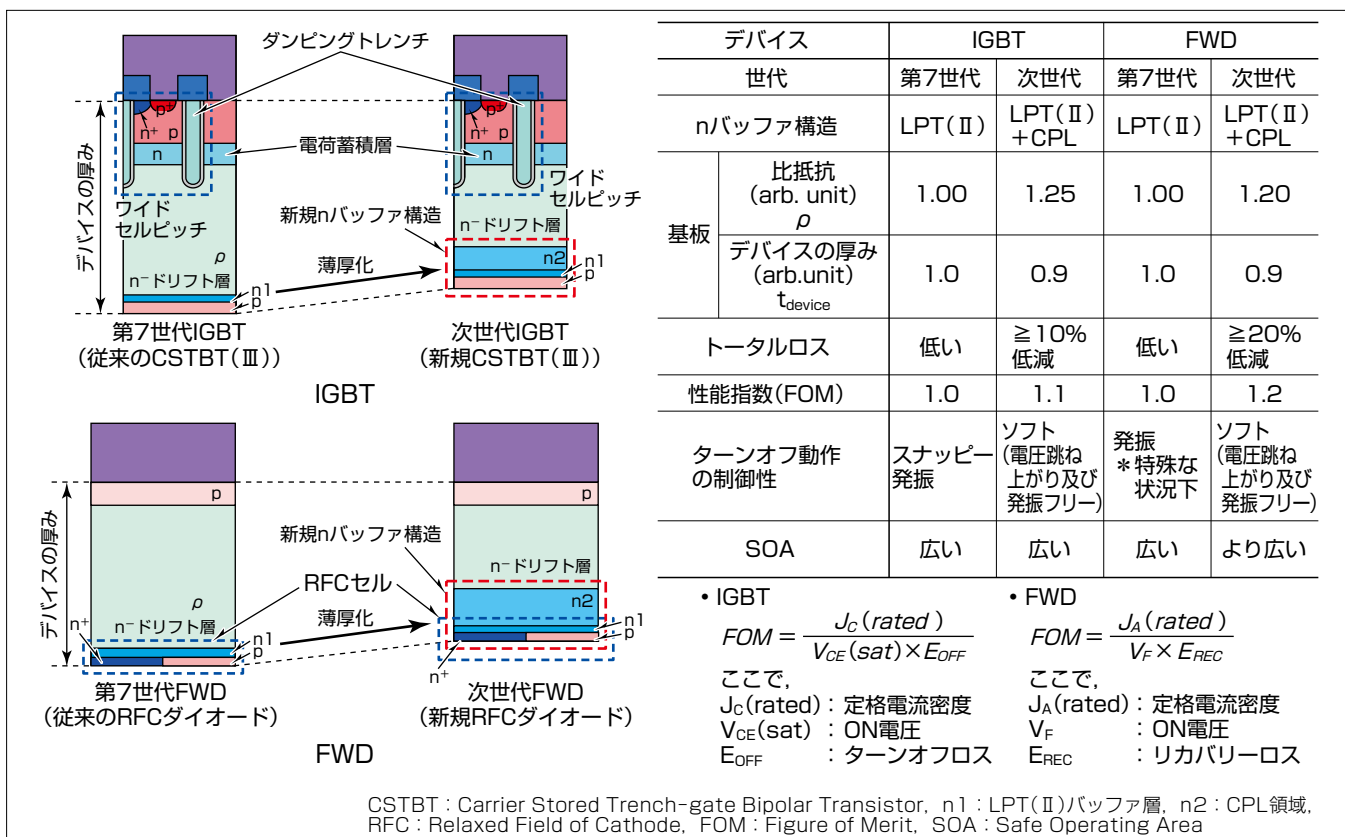 ダンピングトレンチ
p⁺
n⁺
p
n
電荷蓄積層
p⁺
n⁺
p
n
デバイスの厚み
ワイド
セルピッチ
ワイド
セルピッチ
新規nバッファ構造
n⁻ドリフト層
ρ
n⁻ドリフト層
薄厚化
n2
n1
p
n1
p
第7世代IGBT
(従来のCSTBT(Ⅲ))
次世代IGBT
(新規CSTBT(Ⅲ))
IGBT
p
p
デバイスの厚み
新規nバッファ構造
n⁻ドリフト層
RFCセル
ρ
薄厚化
n2
n⁺
n⁻ドリフト層
n1
p
n1
p
n⁺
第7世代FWD
(従来のRFCダイオード)
次世代FWD
(新規RFCダイオード)
FWD
デバイス IGBT FWD
世代 第7世代 次世代 第7世代 次世代
nバッファ構造 LPT(Ⅱ) LPT(Ⅱ)+CPL LPT(Ⅱ) LPT(Ⅱ)+CPL
基板
比抵抗
(arb. unit)
ρ
1.00 1.25 1.00 1.20
デバイスの厚み
(arb.unit)
t_device
1.0 0.9 1.0 0.9
トータルロス 低い ≧10%低減 低い ≧20%低減
性能指数(FOM) 1.0 1.1 1.0 1.2
ターンオフ動作
の制御性
スナッピー
発振
ソフト
(電圧跳ね
上がり及び
発振フリー)
発振
*特殊な
状況下
ソフト
(電圧跳ね
上がり及び
発振フリー)
SOA 広い 広い 広い より広い
・IGBT
FOM = J_C(rated) / V_CE(sat)×E_OFF
ここで,
J_C(rated):定格電流密度
V_CE(sat):ON電圧
E_OFF:ターンオフロス
・FWD
FOM = J_A(rated) / V_F×E_REC
ここで,
J_A(rated):定格電流密度
V_F:ON電圧
E_REC:リカバリーロス
CSTBT:Carrier Stored Trench-gate Bipolar Transistor, n1:LPT(Ⅱ)バッファ層, n2:CPL領域,
RFC:Relaxed Field of Cathode, FOM:Figure of Merit, SOA:Safe Operating Area